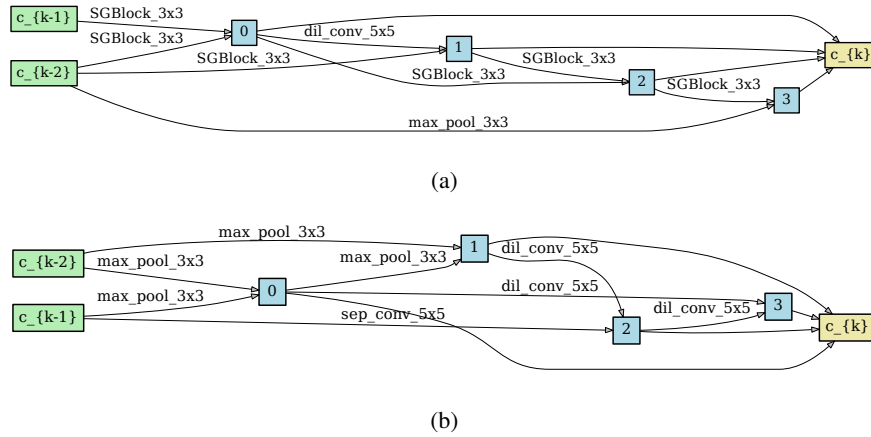 c_{k-1}
SGBlock_3x3
0
SGBlock_3x3
dil_conv_5x5
1
c_{k-2}
SGBlock_3x3
SGBlock_3x3
SGBlock_3x3
2
SGBlock_3x3
3
c_{k}
max_pool_3x3
(a)
max_pool_3x3
1
dil_conv_5x5
c_{k-2}
max_pool_3x3
max_pool_3x3
0
dil_conv_5x5
max_pool_3x3
c_{k-1}
sep_conv_5x5
2
dil_conv_5x5
3
c_{k}
(b)